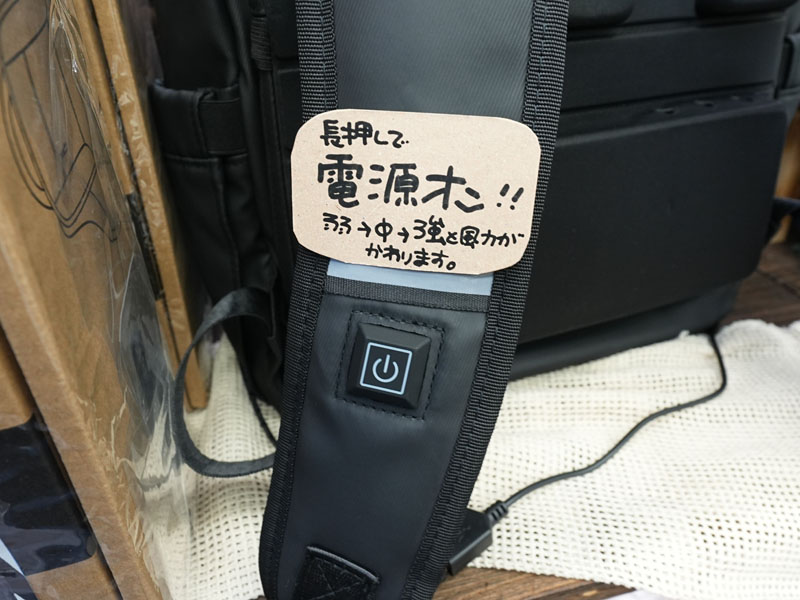 長押しで
電源オン!!
弱→中→強と風力が
かわります。